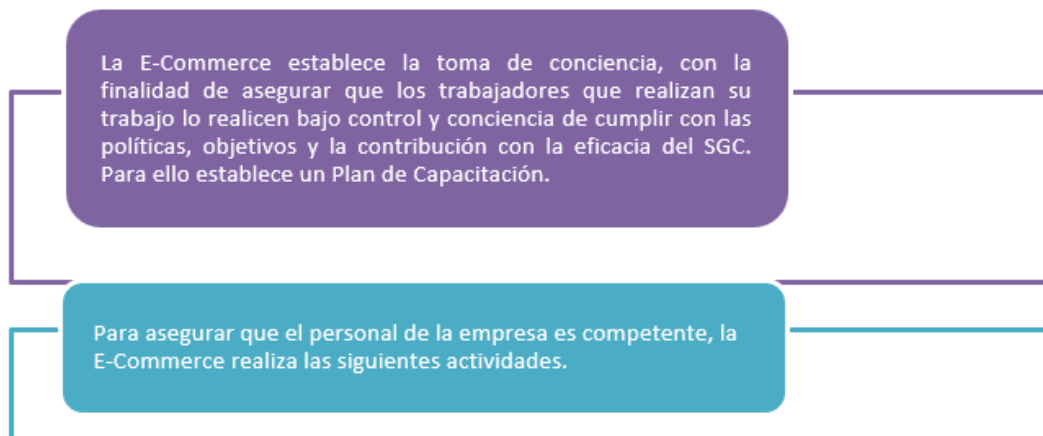 La E-Commerce establece la toma de conciencia, con la
finalidad de asegurar que los trabajadores que realizan su
trabajo lo realicen bajo control y conciencia de cumplir con las
políticas, objetivos y la contribución con la eficacia del SGC.
Para ello establece un Plan de Capacitación.
Para asegurar que el personal de la empresa es competente, la
E-Commerce realiza las siguientes actividades.